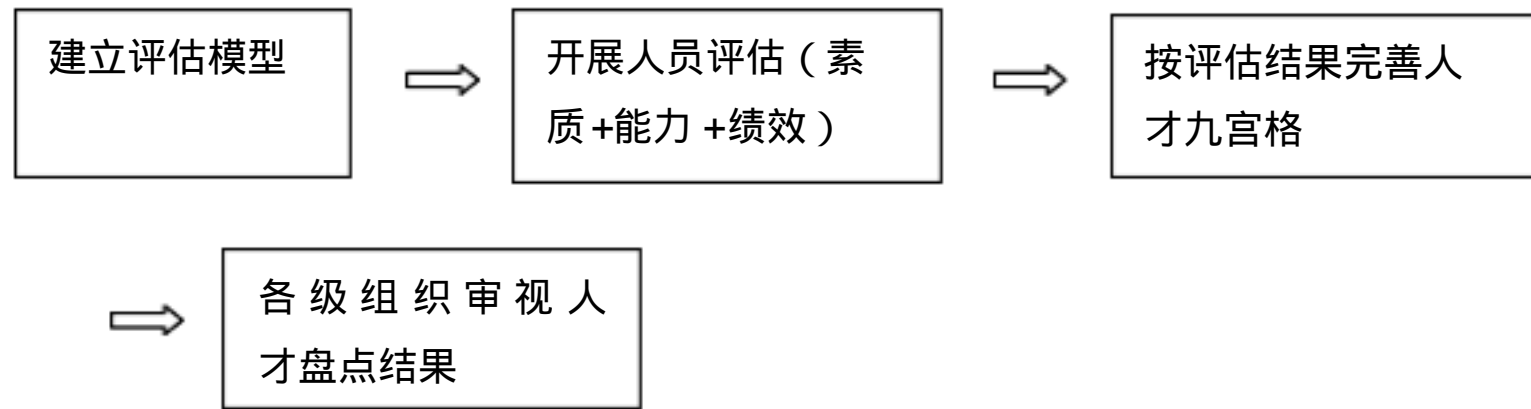 建立评估模型
开展人员评估（素
质+能力+绩效）
按评估结果完善人
才九宫格
各级组织审视人
才盘点结果